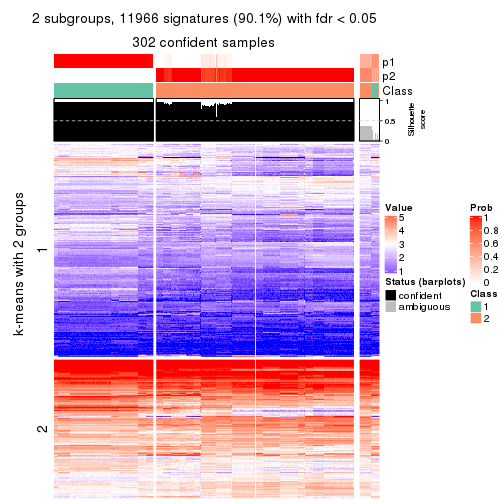 2 subgroups, 11966 signatures (90.1%) with fdr < 0.05
302 confident samples
p1
p2
Class
1
0.5
0
Silhouette
score
k-means with 2 groups
1
2
Value
5
4
3
2
1
Status (barplots)
confident
ambiguous
Prob
1
0.8
0.6
0.4
0.2
0
Class
1
2